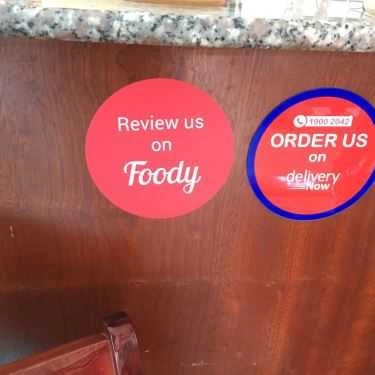 Review us
on
Foody
1900 2042
ORDER US
on
delivery
Now